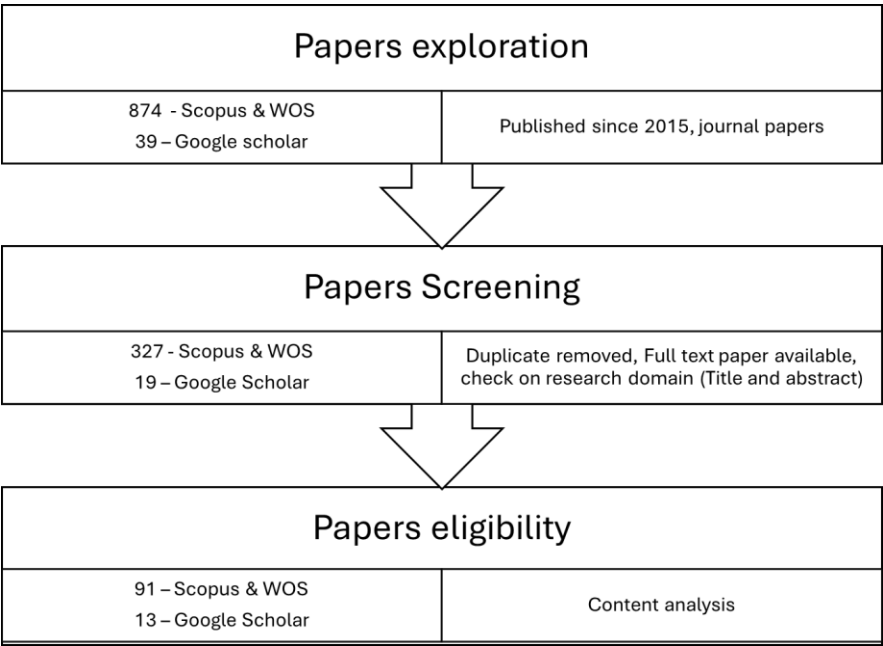 Papers exploration
874 - Scopus & WOS
39 – Google scholar
Published since 2015, journal papers
Papers Screening
327 - Scopus & WOS
19 – Google Scholar
Duplicate removed, Full text paper available,
check on research domain (Title and abstract)
Papers eligibility
91 – Scopus & WOS
13 – Google Scholar
Content analysis